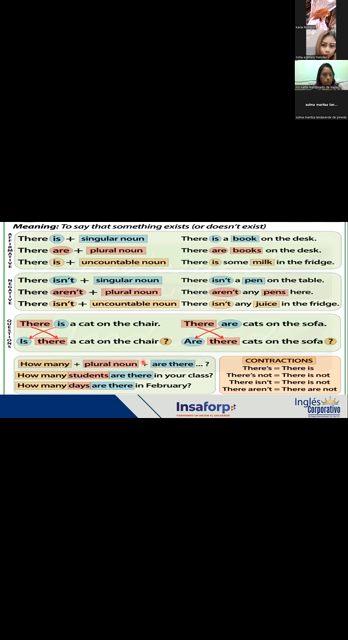 Meaning: To say that something exists (or doesn't exist)
AFFIRMATIVE
There is + singular noun There is a book on the desk.
There are + plural noun There are books on the desk.
There is + uncountable noun There is some milk in the fridge.
NEGATIVE
There isn't + singular noun There isn't a pen on the table.
There aren't + plural noun There aren't any pens here.
There isn't + uncountable noun There isn't any juice in the fridge.
QUESTIONS
There is a cat on the chair. There are cats on the sofa.
Is there a cat on the chair? Are there cats on the sofa ?
How many + plural noun + are there ... ?
How many students are there in your class?
How many days are there in February?
CONTRACTIONS
There's = There is
There's not = There is not
There isn't = There is not
There aren't = There are not
Insaforp
Inglés
Corporativo